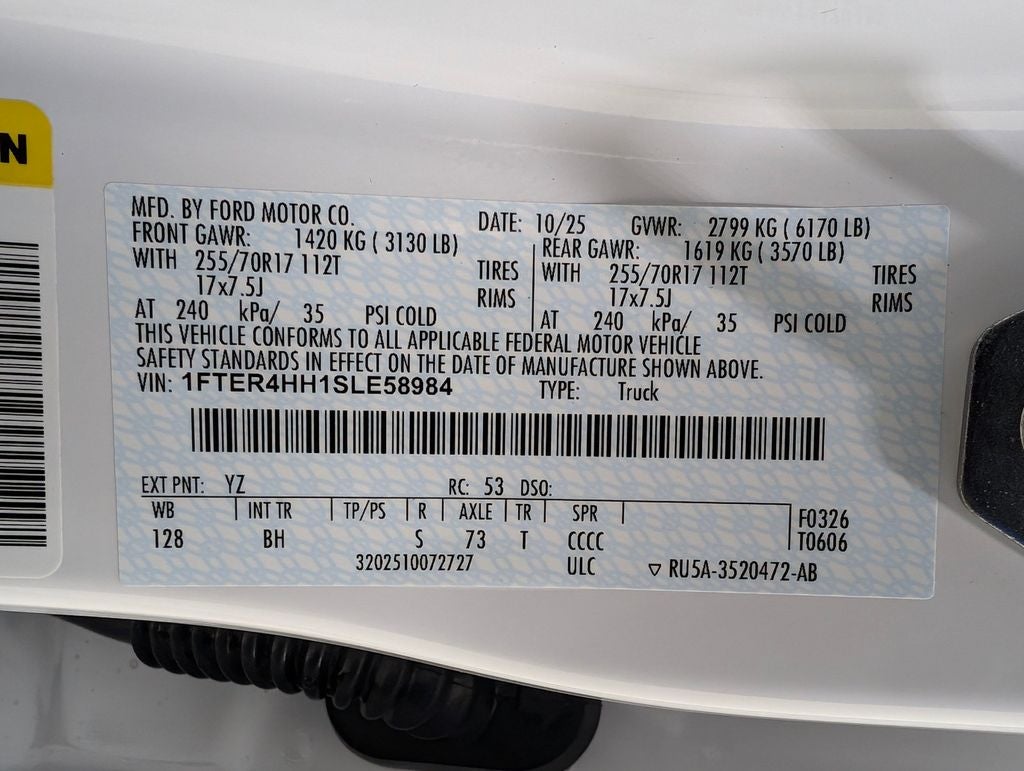 N
MFD. BY FORD MOTOR CO. DATE: 10/25 GVWR: 2799 KG ( 6170 LB)
FRONT GAWR: 1420 KG ( 3130 LB) REAR GAWR: 1619 KG ( 3570 LB)
WITH 255/70R17 112T TIRES WITH 255/70R17 112T TIRES
17x7.5J RIMS 17x7.5J RIMS
AT 240 kPa/ 35 PSI COLD AT 240 kPa/ 35 PSI COLD
THIS VEHICLE CONFORMS TO ALL APPLICABLE FEDERAL MOTOR VEHICLE
SAFETY STANDARDS IN EFFECT ON THE DATE OF MANUFACTURE SHOWN ABOVE.
VIN: 1FTER4HH1SLE58984 TYPE: Truck
EXT PNT: YZ RC: 53 DSO:
WB INT TR TP/PS R AXLE TR SPR F0326
128 BH S 73 T CCCC T0606
3202510072727 ULC ▽ RU5A-3520472-AB